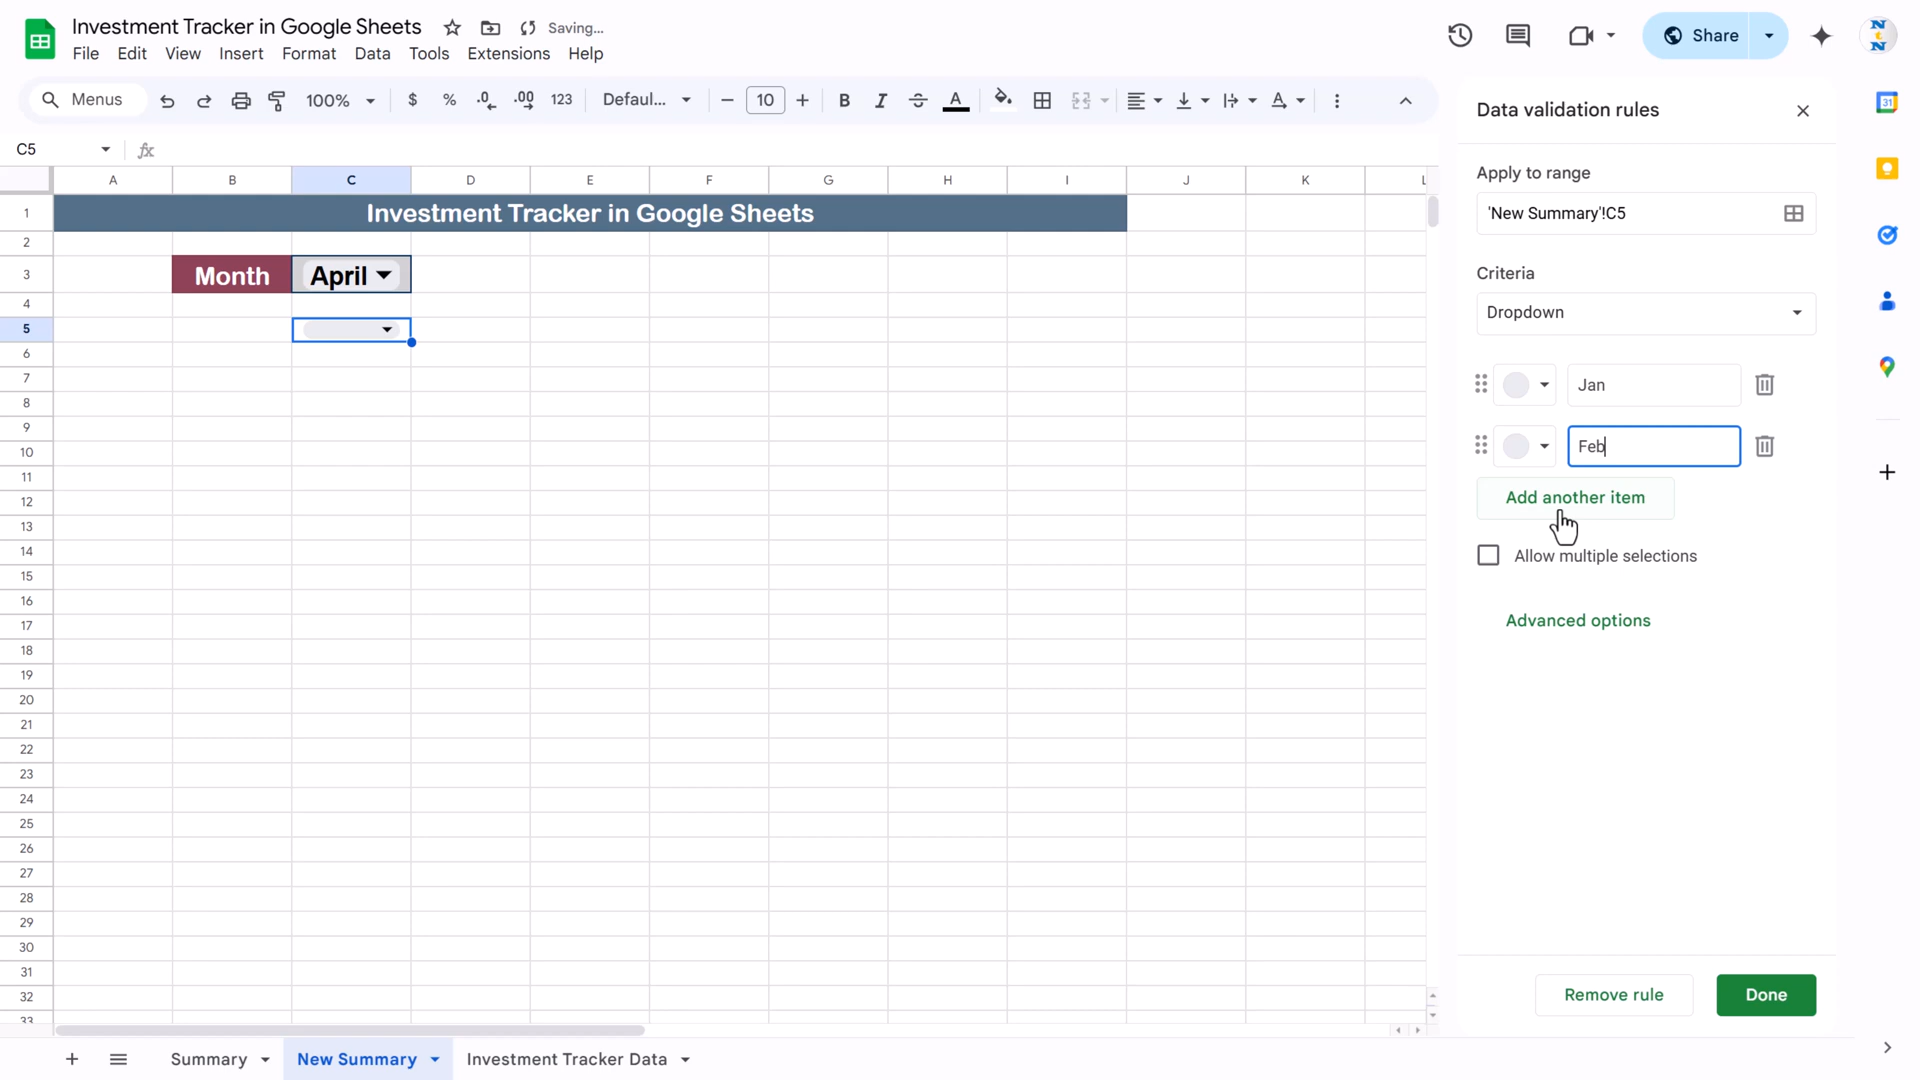 Investment Tracker in Google Sheets Saving...
File Edit View Insert Format Data Tools Extensions Help
Share
Menus 100% $ % .0 .00 123 Defaul... 10 B I S A
C5 fx
A B C D E F G H I J K L
1 Investment Tracker in Google Sheets
2
3 Month April
4
5
6
7
8
9
10
11
12
13
14
15
16
17
18
19
20
21
22
23
24
25
26
27
28
29
30
31
32
33
Data validation rules
Apply to range
'New Summary'!C5
Criteria
Dropdown
Jan
Feb
Add another item
Allow multiple selections
Advanced options
Remove rule Done
31
Summary New Summary Investment Tracker Data